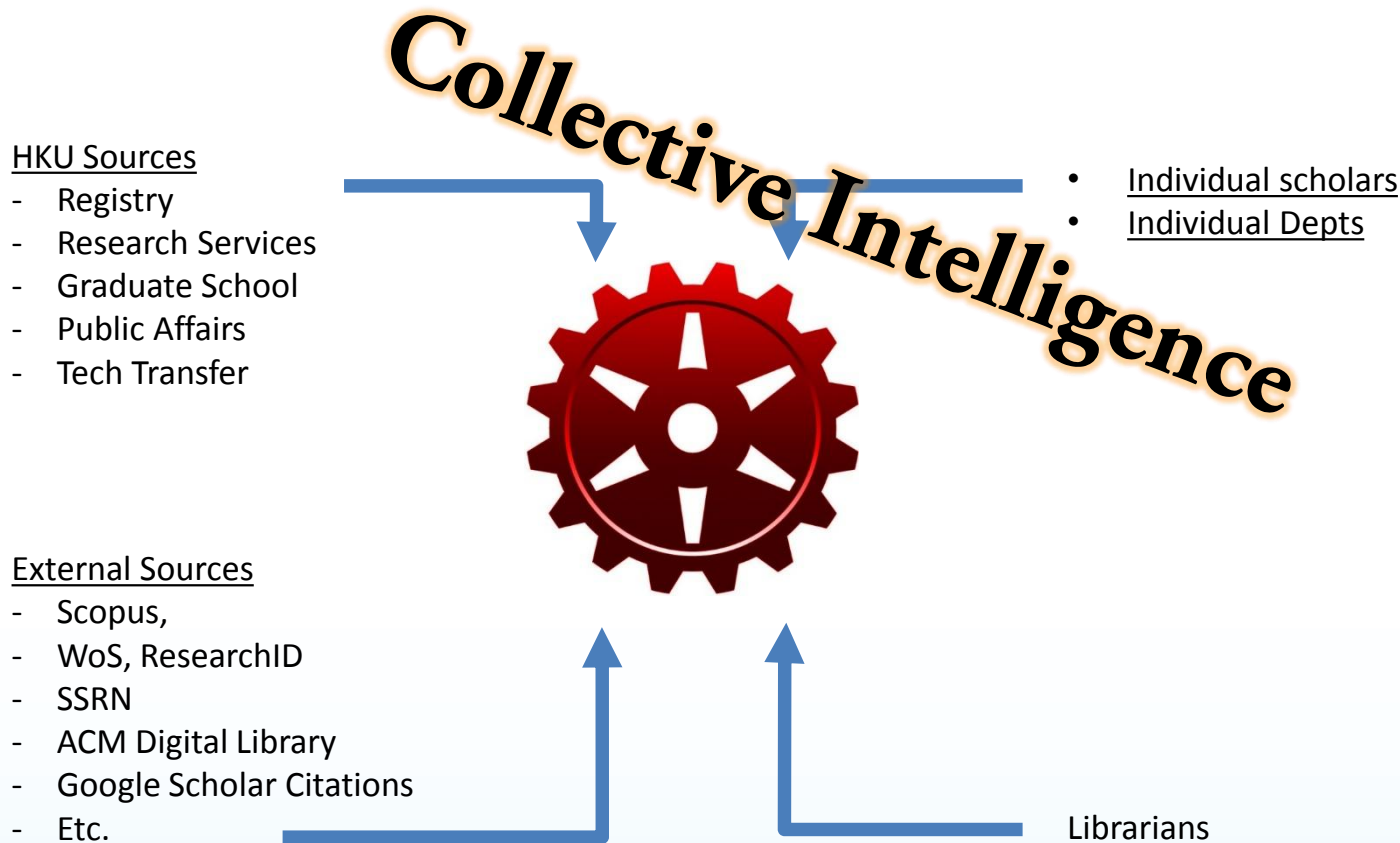 Collective Intelligence
HKU Sources
- Registry
- Research Services
- Graduate School
- Public Affairs
- Tech Transfer
• Individual scholars
• Individual Depts
External Sources
- Scopus,
- WoS, ResearchID
- SSRN
- ACM Digital Library
- Google Scholar Citations
- Etc.
Librarians